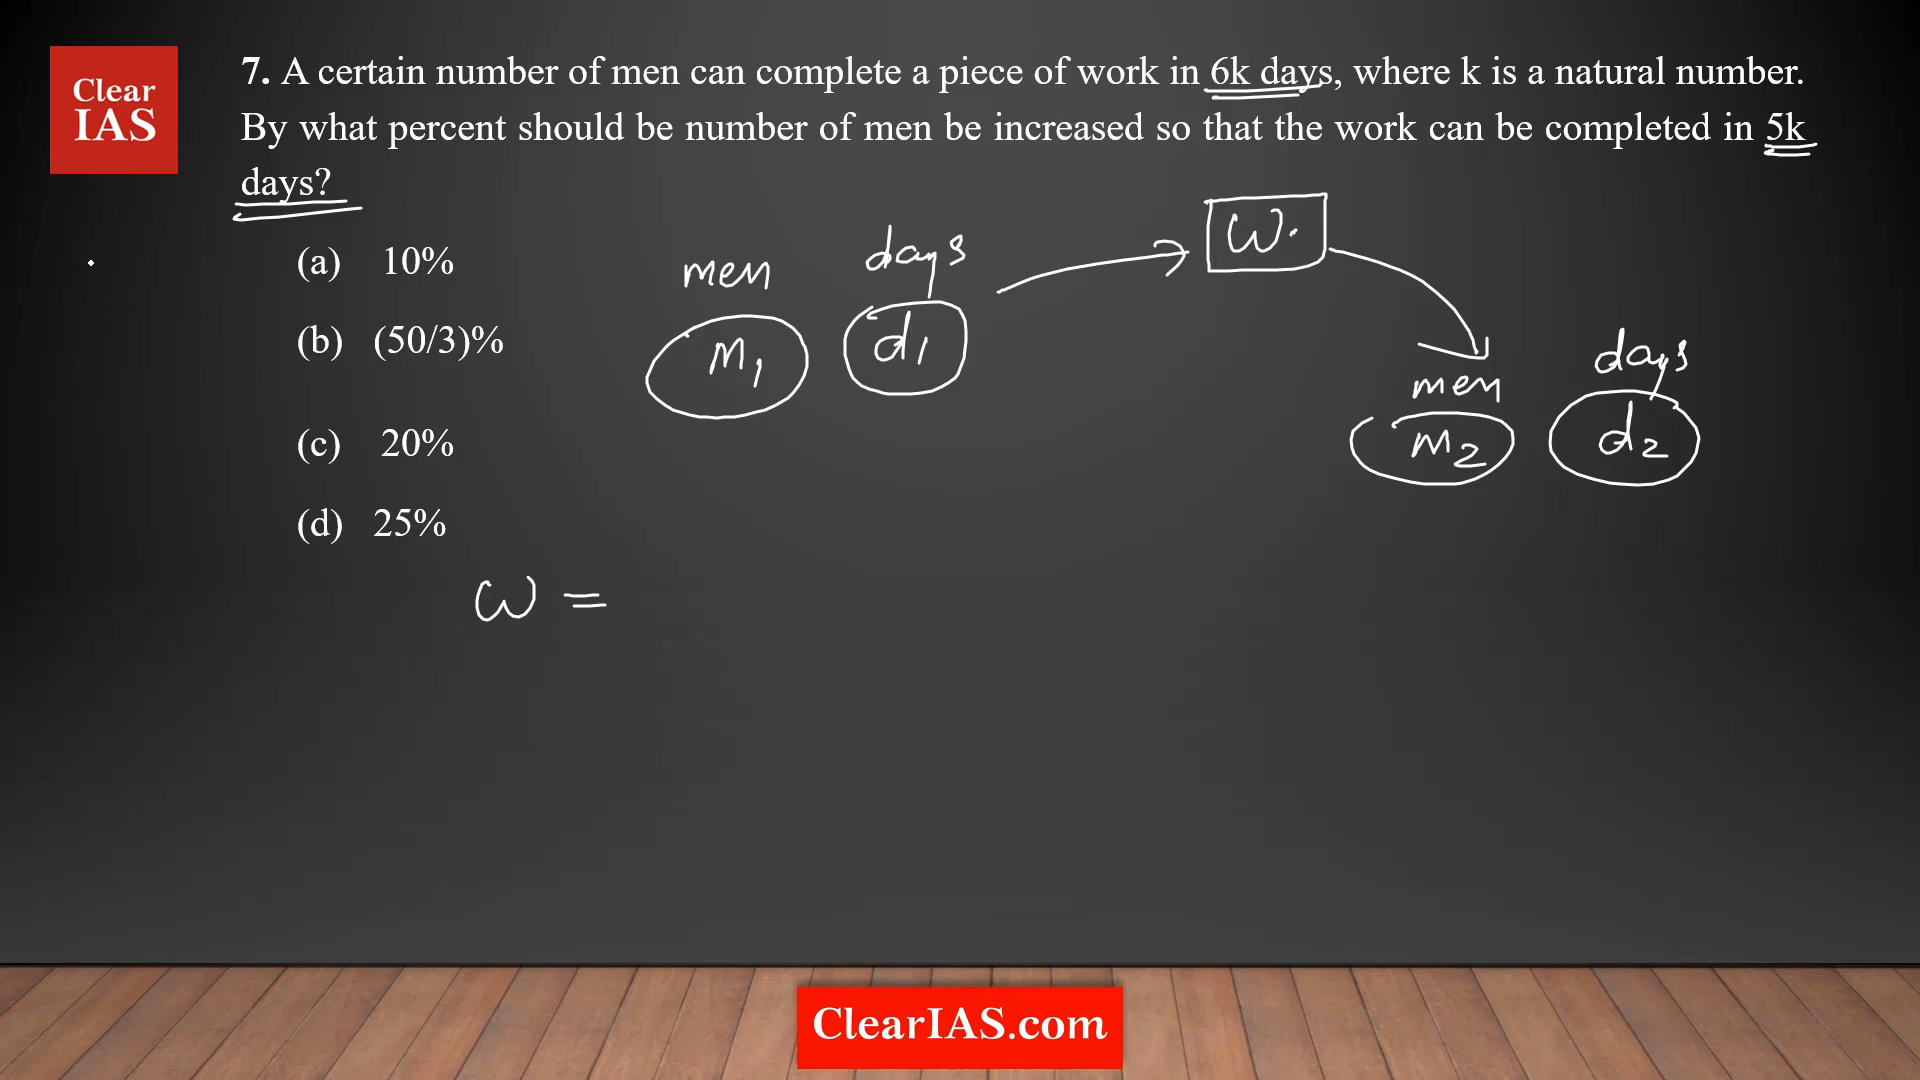 Clear
IAS
7. A certain number of men can complete a piece of work in 6k days, where k is a natural number.
By what percent should be number of men be increased so that the work can be completed in 5k
days?
(a) 10%
(b) (50/3)%
(c) 20%
(d) 25%
men days
m1 d1
W.
men days
m2 d2
W =
ClearIAS.com